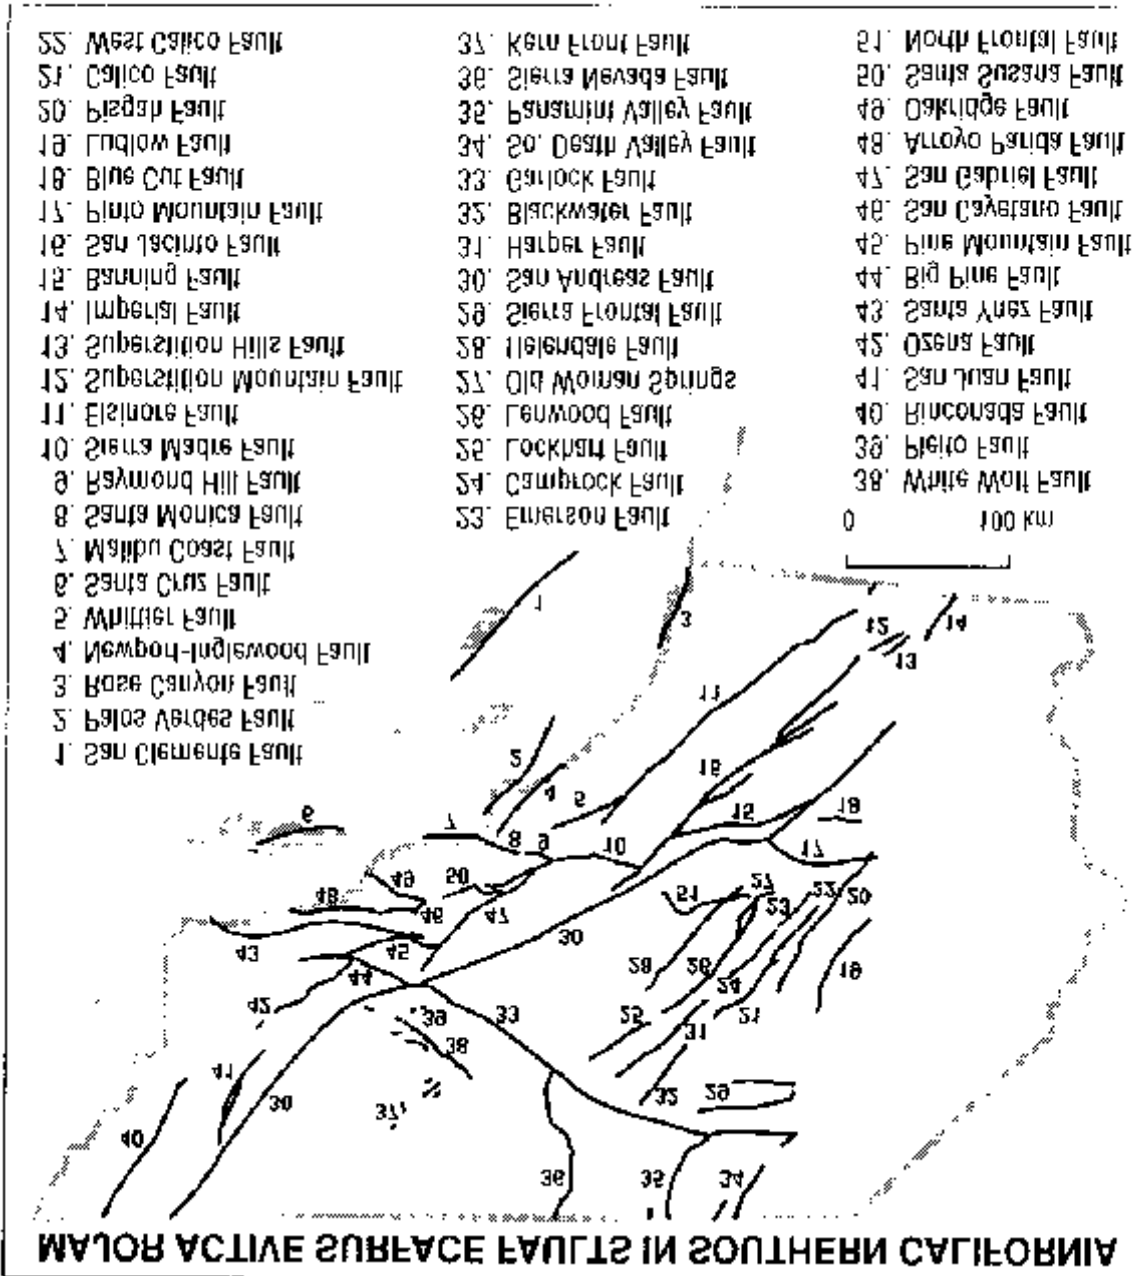 MAJOR ACTIVE SURFACE FAULTS IN SOUTHERN CALIFORNIA
36
35
34
40
37
30
32
29
41
38
31
39
33
25
21
42
24
44
19
28
26
43
45
30
46
47
23
48
51
20
22
49
27
50
17
10
9
8
7
6
15
18
5
4
16
2
11
13
12
14
3
1
0 100 km
1. San Clemente Fault
2. Palos Verdes Fault
3. Rose Canyon Fault
4. Newport-Inglewood Fault
5. Whittier Fault
6. Santa Cruz Fault
7. Malibu Coast Fault
8. Santa Monica Fault
9. Raymond Hill Fault
10. Sierra Madre Fault
11. Elsinore Fault
12. Superstition Mountain Fault
13. Superstition Hills Fault
14. Imperial Fault
15. Banning Fault
16. San Jacinto Fault
17. Pinto Mountain Fault
18. Blue Cut Fault
19. Ludlow Fault
20. Pisgah Fault
21. Calico Fault
22. West Calico Fault
23. Emerson Fault
24. Camprock Fault
25. Lockhart Fault
26. Lenwood Fault
27. Old Woman Springs
28. Helendale Fault
29. Sierra Frontal Fault
30. San Andreas Fault
31. Harper Fault
32. Blackwater Fault
33. Garlock Fault
34. So. Death Valley Fault
35. Panamint Valley Fault
36. Sierra Nevada Fault
37. Kern Front Fault
38. White Wolf Fault
39. Pleito Fault
40. Rinconada Fault
41. San Juan Fault
42. Ozena Fault
43. Santa Ynez Fault
44. Big Pine Fault
45. Pine Mountain Fault
46. San Cayetano Fault
47. San Gabriel Fault
48. Arroyo Parida Fault
49. Oakridge Fault
50. Santa Susana Fault
51. North Frontal Fault